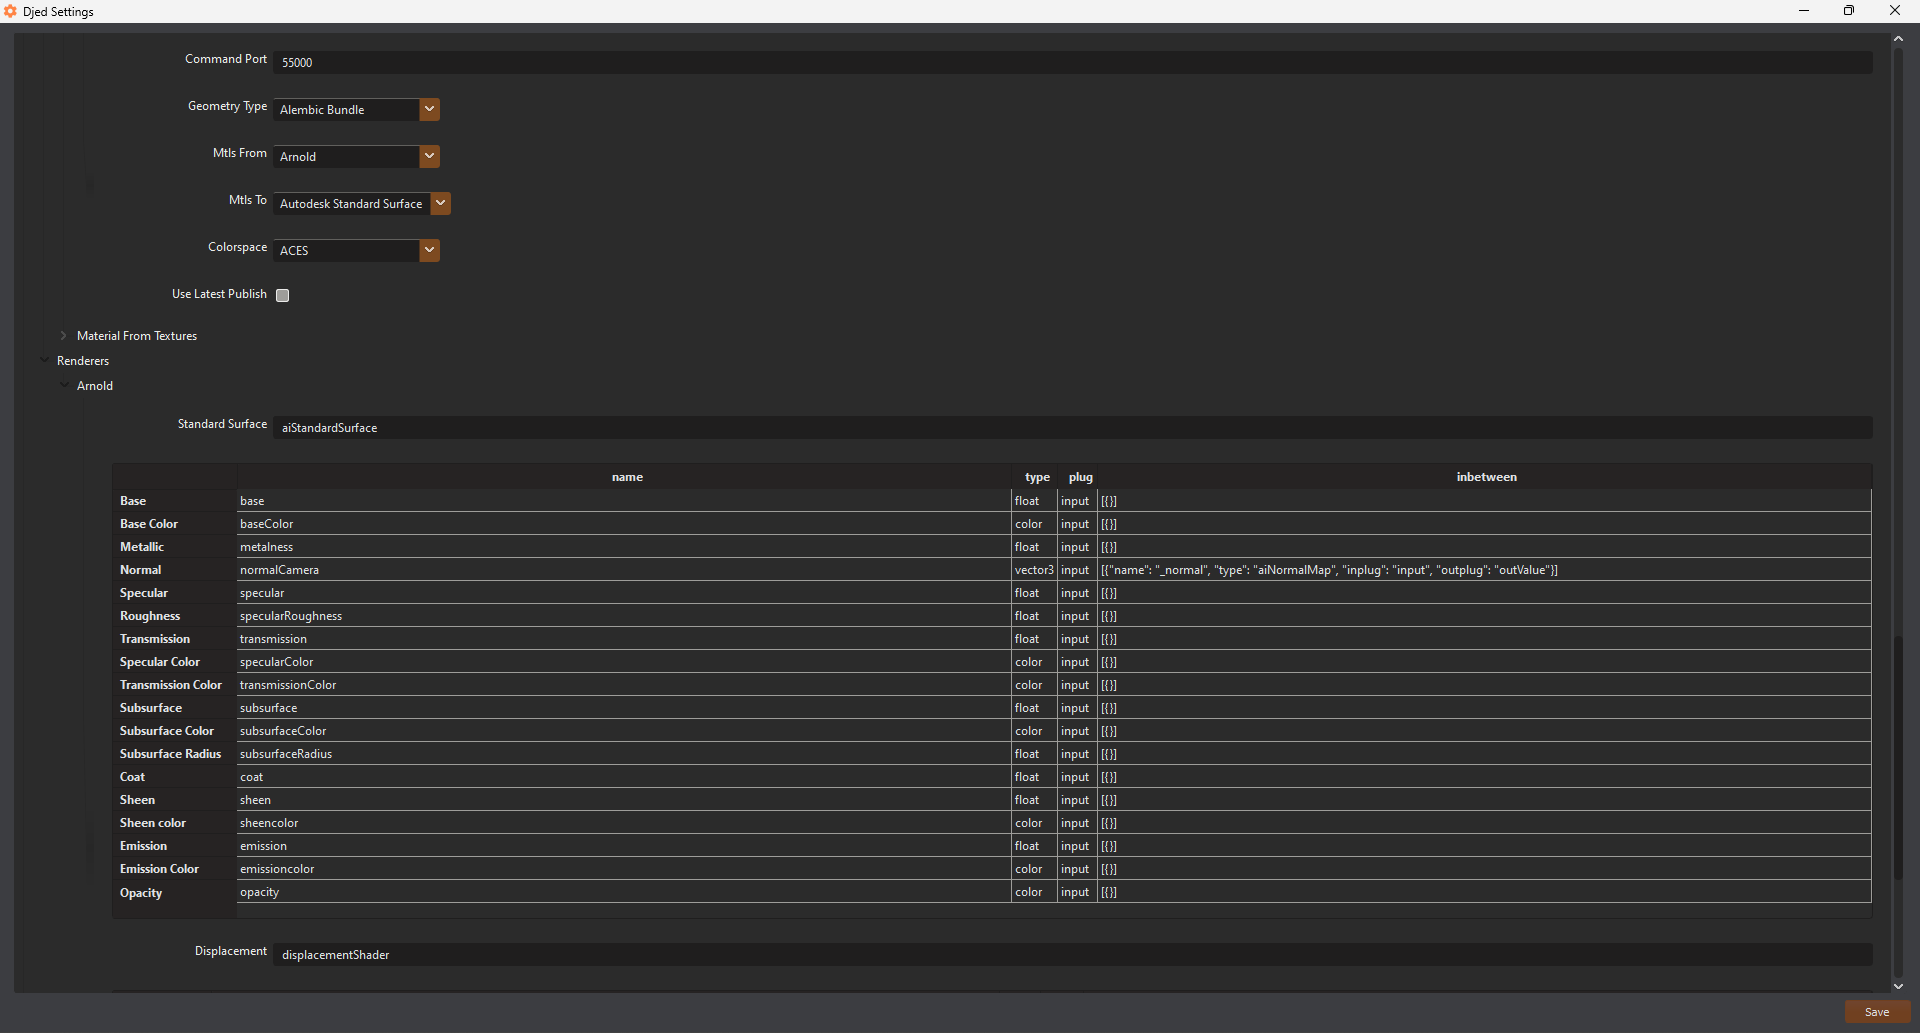 Djed Settings
Command Port 55000
Geometry Type Alembic Bundle
Mtls From Arnold
Mtls To Autodesk Standard Surface
Colorspace ACES
Use Latest Publish
Material From Textures
Renderers
Arnold
Standard Surface aiStandardSurface
name type plug inbetween
Base base float input [{}]
Base Color baseColor color input [{}]
Metallic metalness float input [{}]
Normal normalCamera vector3 input [{"name": "_normal", "type": "aiNormalMap", "inplug": "input", "outplug": "outValue"}]
Specular specular float input [{}]
Roughness specularRoughness float input [{}]
Transmission transmission float input [{}]
Specular Color specularColor color input [{}]
Transmission Color transmissionColor color input [{}]
Subsurface subsurface float input [{}]
Subsurface Color subsurfaceColor color input [{}]
Subsurface Radius subsurfaceRadius float input [{}]
Coat coat float input [{}]
Sheen sheen float input [{}]
Sheen color sheencolor color input [{}]
Emission emission float input [{}]
Emission Color emissioncolor color input [{}]
Opacity opacity color input [{}]
Displacement displacementShader
Save